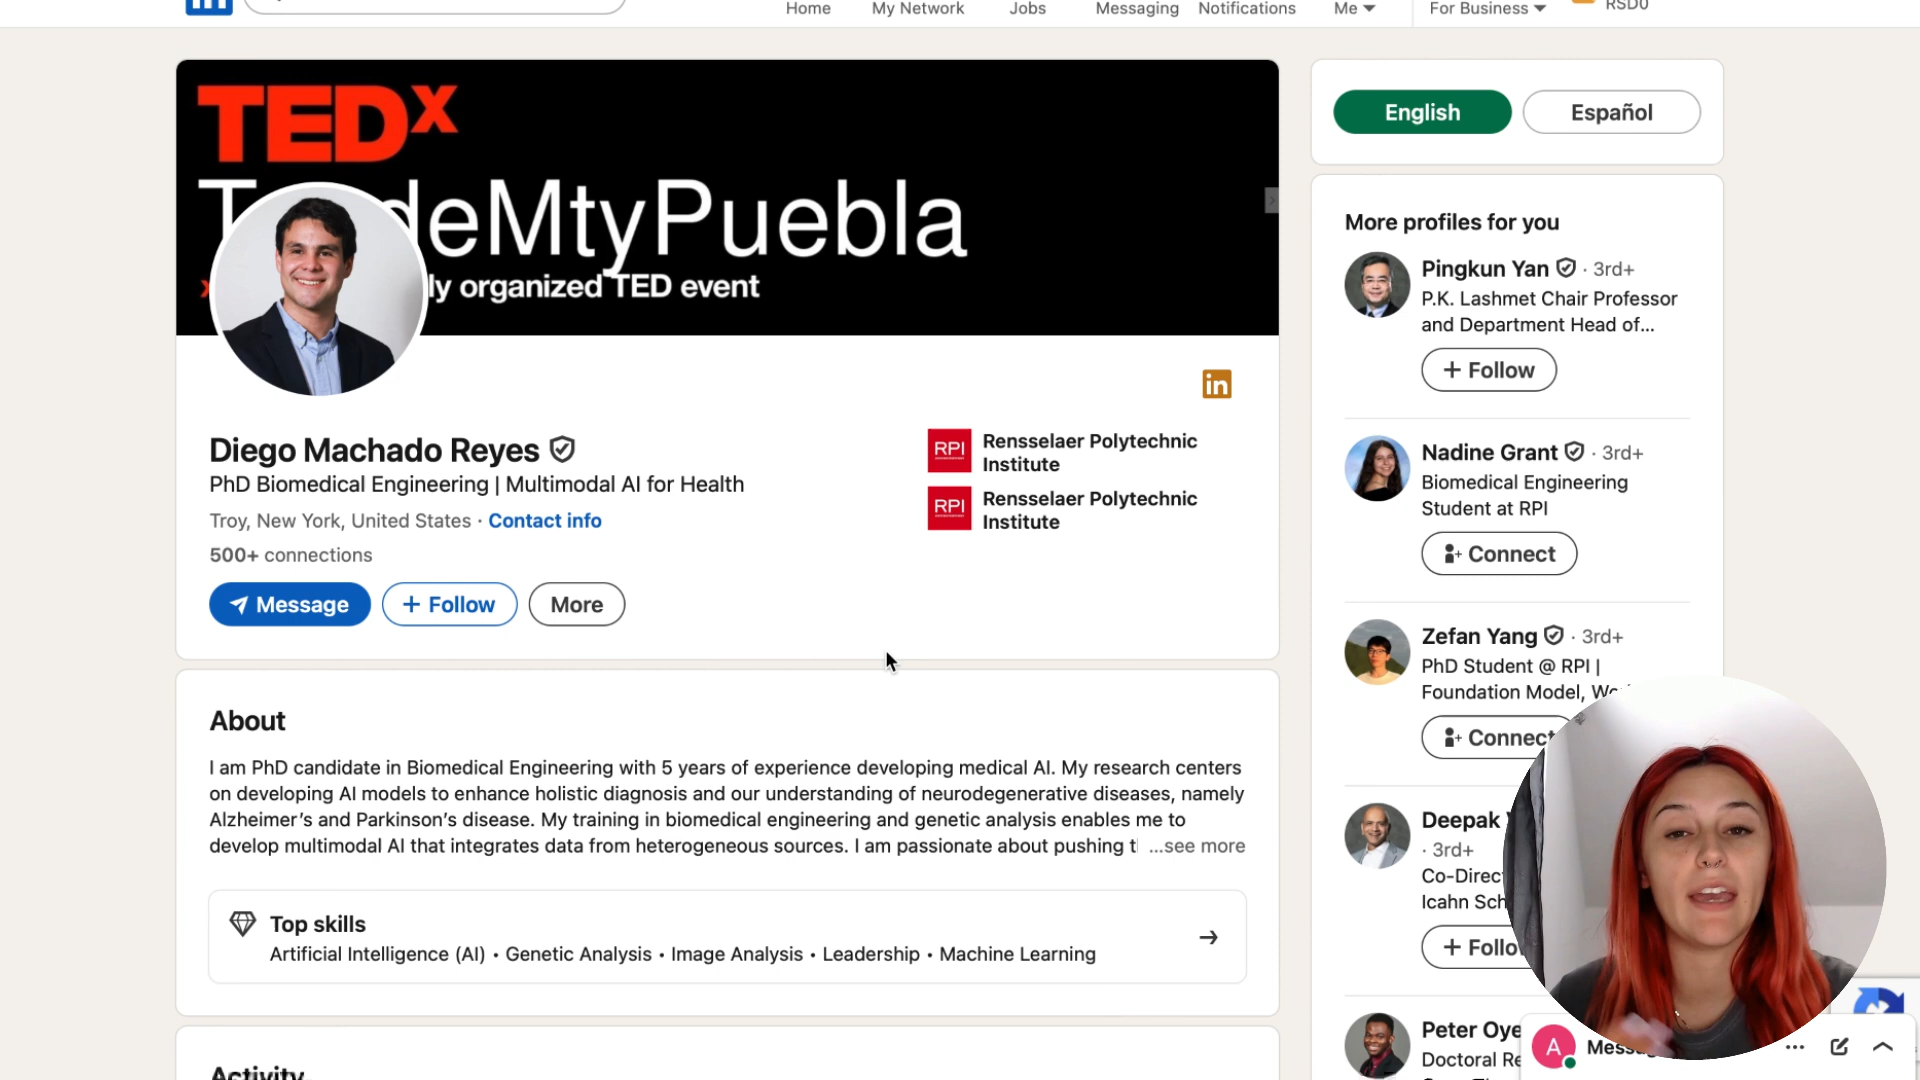 Home
My Network
Jobs
Messaging
Notifications
Me
For Business
TEDx
deMtyPuebla
ly organized TED event
in
Diego Machado Reyes
PhD Biomedical Engineering | Multimodal AI for Health
Troy, New York, United States · Contact info
500+ connections
Message
+ Follow
More
RPI
Rensselaer Polytechnic
Institute
RPI
Rensselaer Polytechnic
Institute
About
I am PhD candidate in Biomedical Engineering with 5 years of experience developing medical AI. My research centers
on developing AI models to enhance holistic diagnosis and our understanding of neurodegenerative diseases, namely
Alzheimer's and Parkinson's disease. My training in biomedical engineering and genetic analysis enables me to
develop multimodal AI that integrates data from heterogeneous sources. I am passionate about pushing ...see more
Top skills
Artificial Intelligence (AI) • Genetic Analysis • Image Analysis • Leadership • Machine Learning
Activity
English
Español
More profiles for you
Pingkun Yan · 3rd+
P.K. Lashmet Chair Professor
and Department Head of...
+ Follow
Nadine Grant · 3rd+
Biomedical Engineering
Student at RPI
Connect
Zefan Yang · 3rd+
PhD Student @ RPI |
Foundation Model,
Connect
Deepak
· 3rd+
Co-Direc
Icahn Sch
+ Follo
Peter Oye
Doctoral Re
A